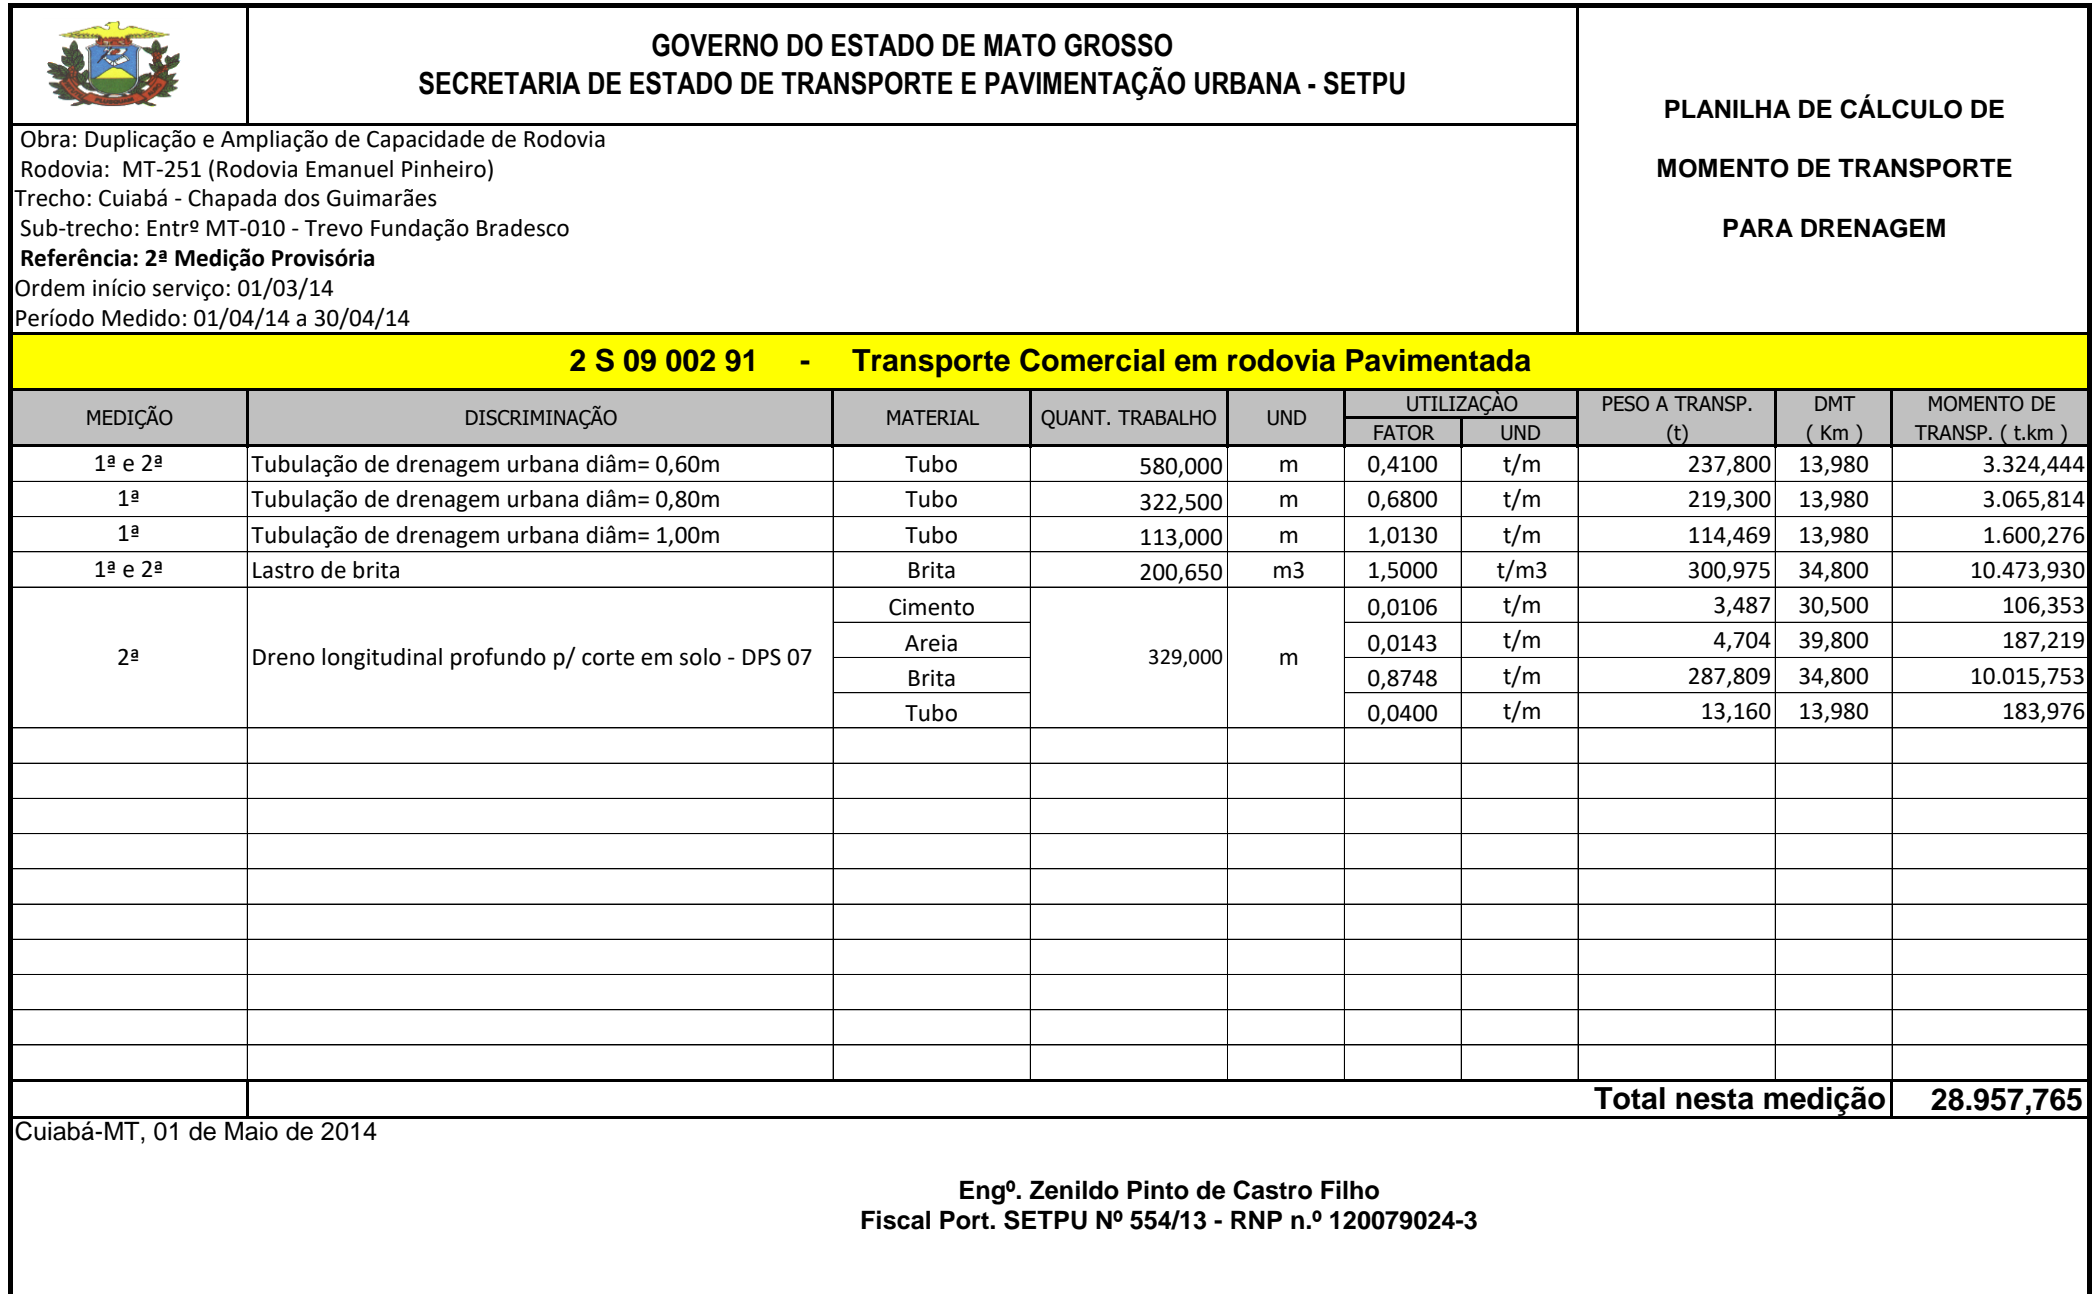 GOVERNO DO ESTADO DE MATO GROSSO
SECRETARIA DE ESTADO DE TRANSPORTE E PAVIMENTAÇÃO URBANA - SETPU
PLANILHA DE CÁLCULO DE
MOMENTO DE TRANSPORTE
PARA DRENAGEM
Obra: Duplicação e Ampliação de Capacidade de Rodovia
Rodovia: MT-251 (Rodovia Emanuel Pinheiro)
Trecho: Cuiabá - Chapada dos Guimarães
Sub-trecho: Entrº MT-010 - Trevo Fundação Bradesco
Referência: 2ª Medição Provisória
Ordem início serviço: 01/03/14
Período Medido: 01/04/14 a 30/04/14
2 S 09 002 91 - Transporte Comercial em rodovia Pavimentada
MEDIÇÃO DISCRIMINAÇÃO MATERIAL QUANT. TRABALHO UND UTILIZAÇÀO PESO A TRANSP. DMT MOMENTO DE
FATOR UND (t) ( Km ) TRANSP. ( t.km )
1ª e 2ª Tubulação de drenagem urbana diâm= 0,60m Tubo 580,000 m 0,4100 t/m 237,800 13,980 3.324,444
1ª Tubulação de drenagem urbana diâm= 0,80m Tubo 322,500 m 0,6800 t/m 219,300 13,980 3.065,814
1ª Tubulação de drenagem urbana diâm= 1,00m Tubo 113,000 m 1,0130 t/m 114,469 13,980 1.600,276
1ª e 2ª Lastro de brita Brita 200,650 m3 1,5000 t/m3 300,975 34,800 10.473,930
2ª Dreno longitudinal profundo p/ corte em solo - DPS 07 Cimento 329,000 m 0,0106 t/m 3,487 30,500 106,353
Areia 0,0143 t/m 4,704 39,800 187,219
Brita 0,8748 t/m 287,809 34,800 10.015,753
Tubo 0,0400 t/m 13,160 13,980 183,976
Total nesta medição 28.957,765
Cuiabá-MT, 01 de Maio de 2014
Engº. Zenildo Pinto de Castro Filho
Fiscal Port. SETPU Nº 554/13 - RNP n.º 120079024-3